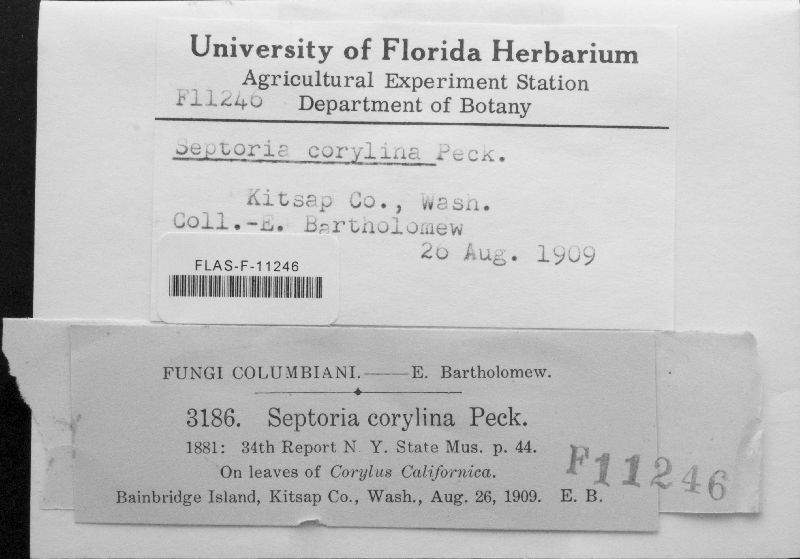 University of Florida Herbarium
Agricultural Experiment Station
F11246 Department of Botany
Septoria corylina Peck.
Kitsap Co., Wash.
Coll.-E. Bartholomew
26 Aug. 1909
FLAS-F-11246
FUNGI COLUMBIANI.——E. Bartholomew.
3186. Septoria corylina Peck.
1881: 34th Report N Y. State Mus. p. 44.
On leaves of Corylus Californica.
F11246
Bainbridge Island, Kitsap Co., Wash., Aug. 26, 1909. E. B.